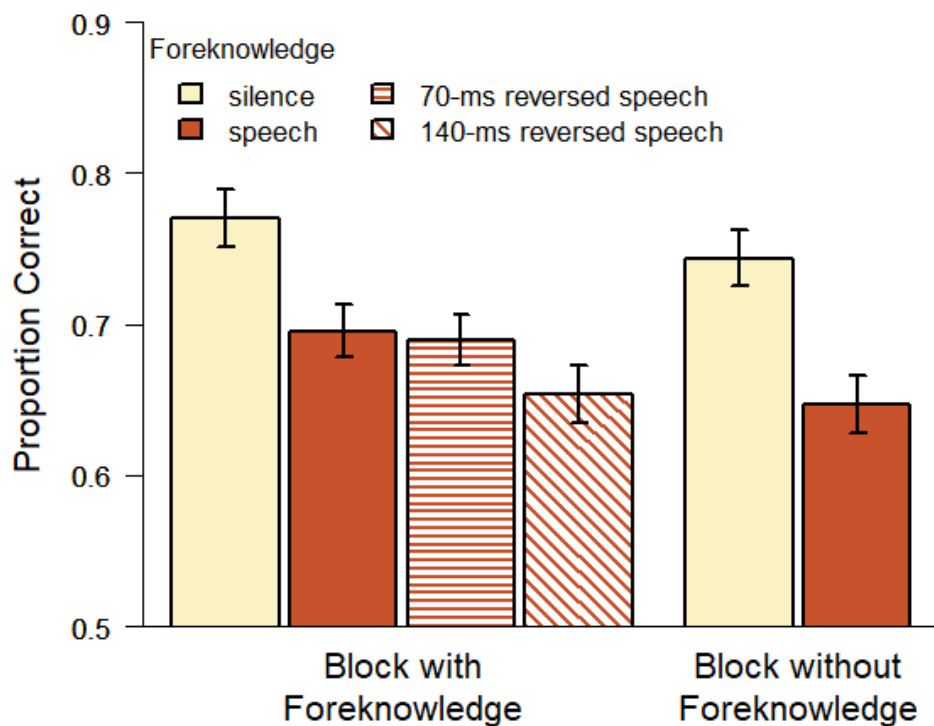 0.9
Foreknowledge
silence
70-ms reversed speech
speech
140-ms reversed speech
0.8
0.7
0.6
0.5
Proportion Correct
Block with
Foreknowledge
Block without
Foreknowledge